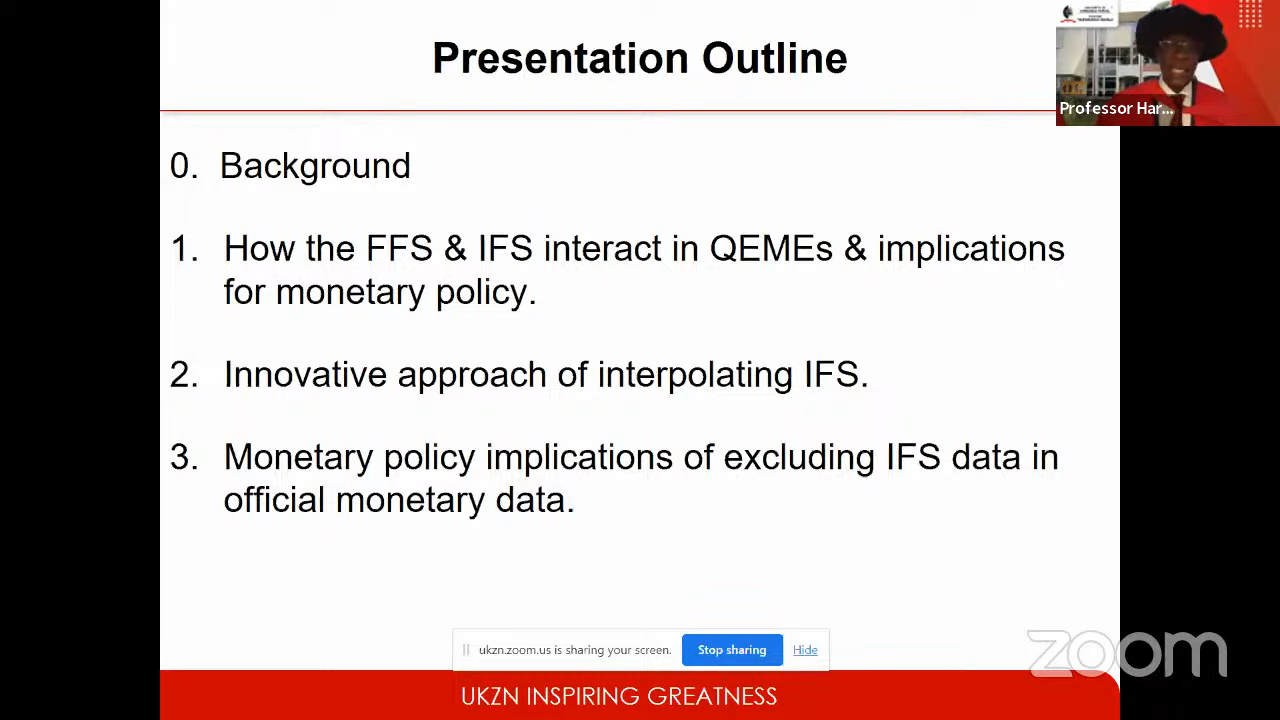 Presentation Outline
Professor Har...
0. Background
1. How the FFS & IFS interact in QEMEs & implications
for monetary policy.
2. Innovative approach of interpolating IFS.
3. Monetary policy implications of excluding IFS data in
official monetary data.
ukzn.zoom.us is sharing your screen.
Stop sharing
Hide
zoom
UKZN INSPIRING GREATNESS